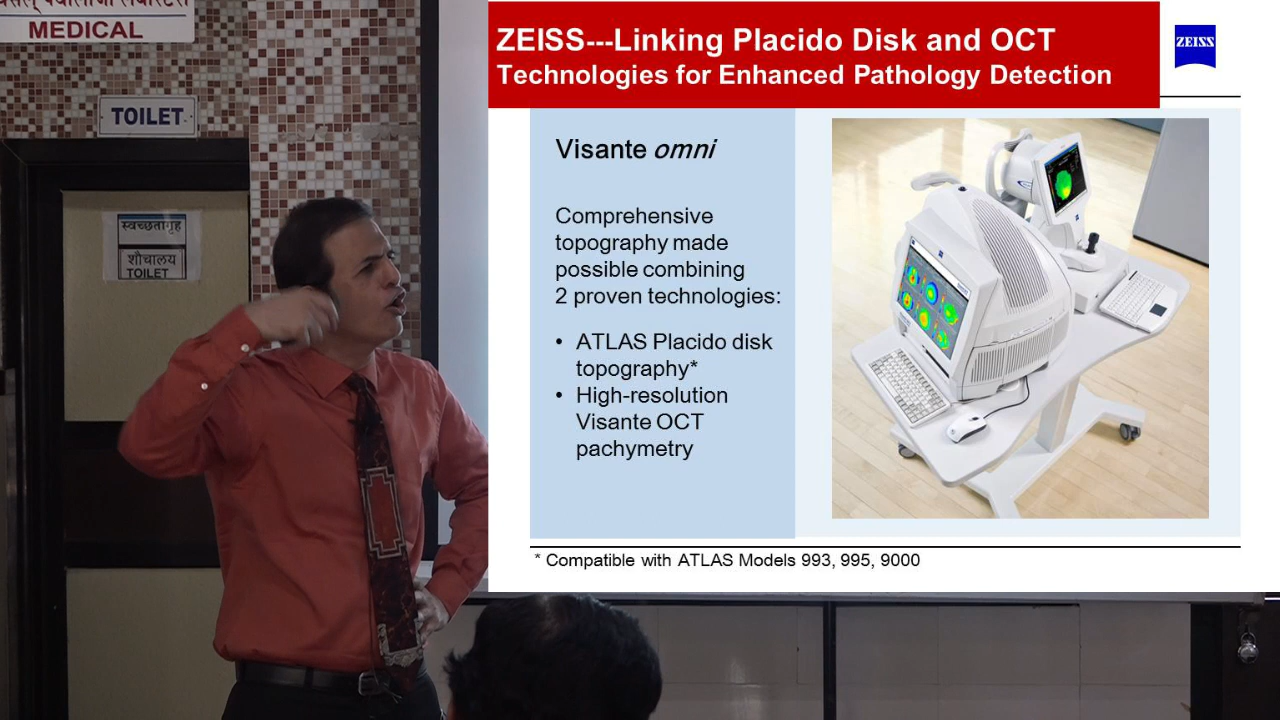 MEDICAL
TOILET
स्वच्छतागृह
शौचालय
TOILET
ZEISS---Linking Placido Disk and OCT
Technologies for Enhanced Pathology Detection
ZEISS
Visante omni
Comprehensive
topography made
possible combining
2 proven technologies:
• ATLAS Placido disk
topography*
• High-resolution
Visante OCT
pachymetry
* Compatible with ATLAS Models 993, 995, 9000